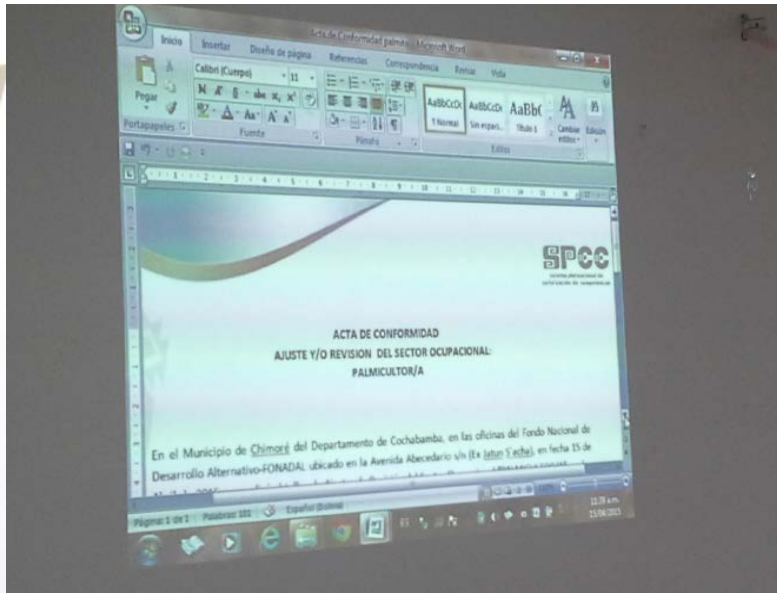 Acta de Conformidad palmito - Microsoft Word
Inicio Insertar Diseño de página Referencias Correspondencia Revisar Vista
Pegar
Calibri (Cuerpo) 11
AaBbCcDc AaBbCcDc AaBbC
1 Normal Sin espaci... Título 1
Cambiar estilos Edición
Portapapeles Fuente Párrafo Estilos
SPCC
ACTA DE CONFORMIDAD
AJUSTE Y/O REVISION DEL SECTOR OCUPACIONAL:
PALMICULTOR/A
En el Municipio de Chimoré del Departamento de Cochabamba, en las oficinas del Fondo Nacional de
Desarrollo Alternativo-FONADAL ubicado en la Avenida Abecedario s/n (Ex Jatun S'acha), en fecha 15 de
Página: 1 de 1 Palabras: 101 Español (Bolivia)
ES
11:28 a.m.
15/04/2015